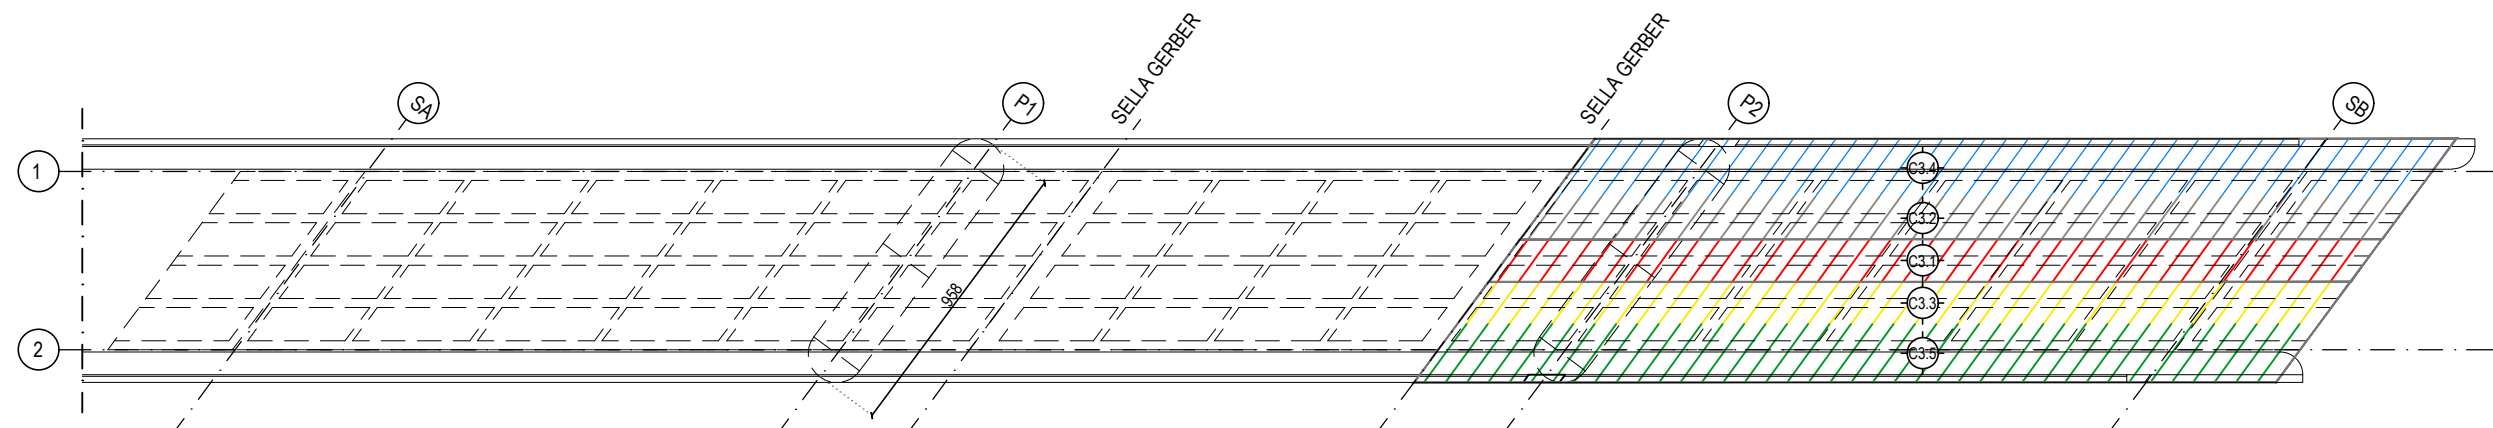 SELLA GERBER
SELLA GERBER
SA
P1
P2
SB
1
C3.4
C3.2
C3.1
958
C3.3
2
C3.5